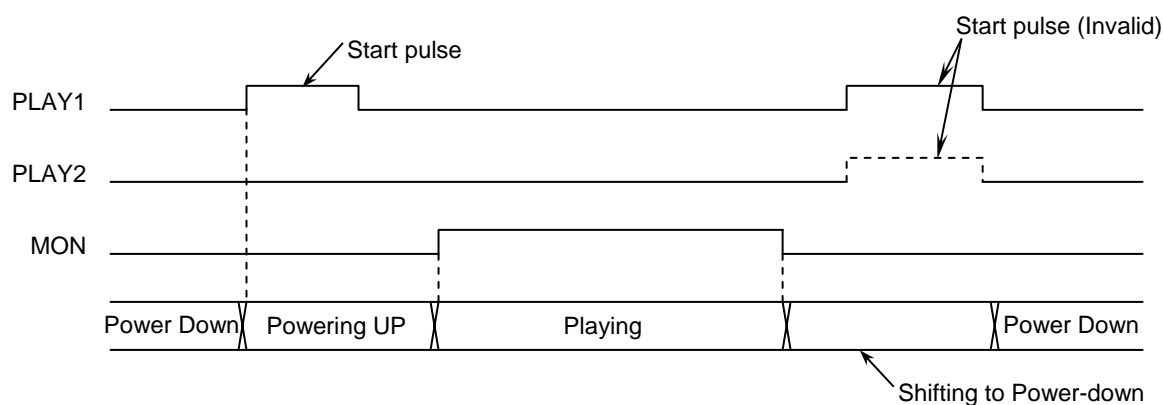 Start pulse (Invalid)
Start pulse
PLAY1
PLAY2
MON
Power Down Powering UP Playing Power Down
Shifting to Power-down